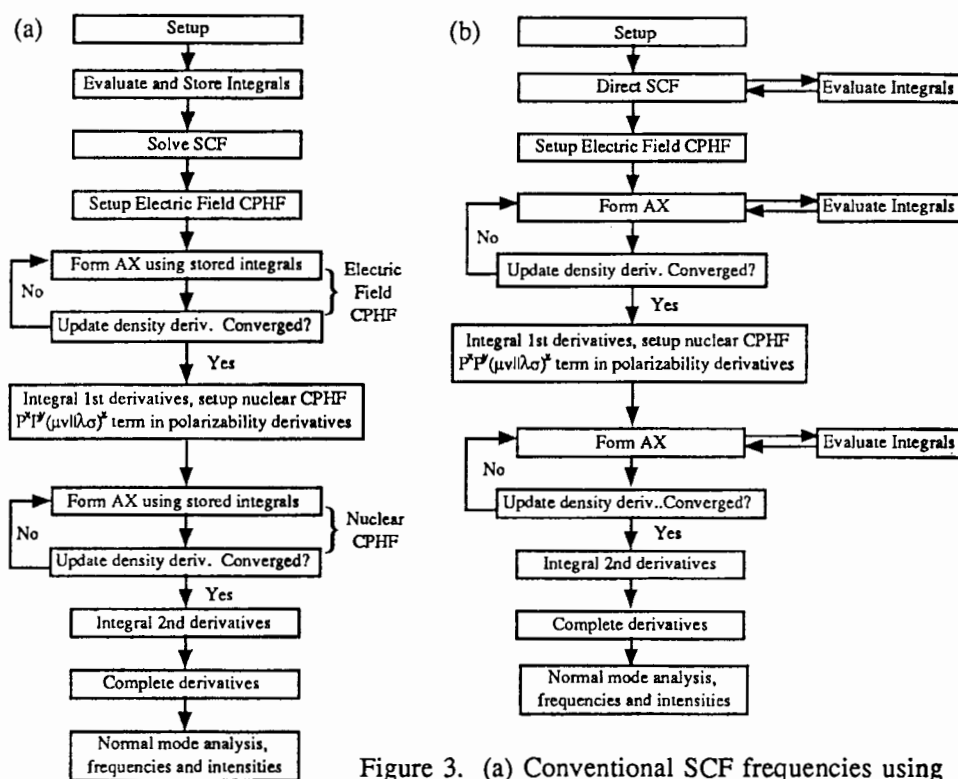 (a)
Setup
Evaluate and Store Integrals
Solve SCF
Setup Electric Field CPHF
Form AX using stored integrals
No
Update density deriv. Converged?
Electric
Field
CPHF
Yes
Integral 1st derivatives, setup nuclear CPHF
PˣPʸ(μν||λσ)ˣ term in polarizability derivatives
Form AX using stored integrals
No
Update density deriv. Converged?
Nuclear
CPHF
Yes
Integral 2nd derivatives
Complete derivatives
Normal mode analysis,
frequencies and intensities
(b)
Setup
Direct SCF
Evaluate Integrals
Setup Electric Field CPHF
Form AX
Evaluate Integrals
No
Update density deriv. Converged?
Yes
Integral 1st derivatives, setup nuclear CPHF
PˣPʸ(μν||λσ)ˣ term in polarizability derivatives
Form AX
Evaluate Integrals
No
Update density deriv..Converged?
Yes
Integral 2nd derivatives
Complete derivatives
Normal mode analysis,
frequencies and intensities
Figure 3. (a) Conventional SCF frequencies using